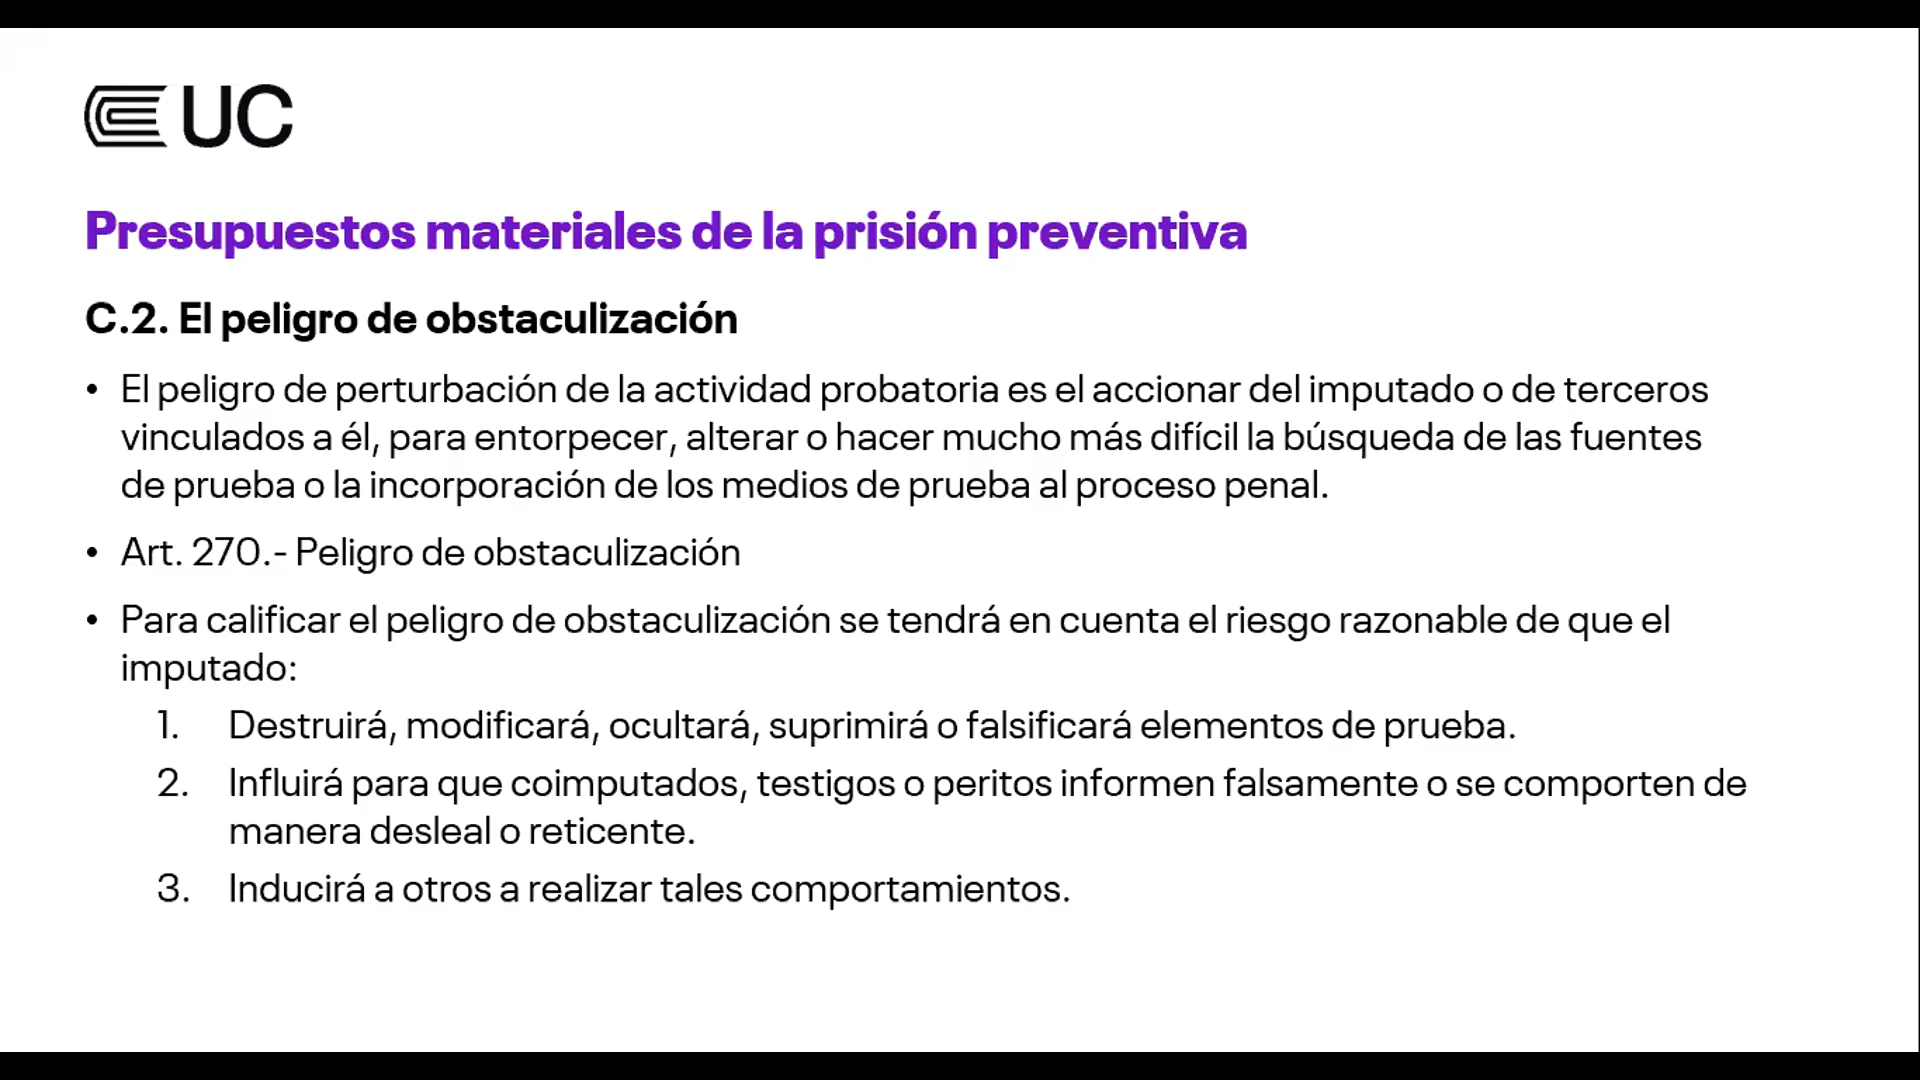 UC
Presupuestos materiales de la prisión preventiva
C.2. El peligro de obstaculización
• El peligro de perturbación de la actividad probatoria es el accionar del imputado o de terceros
vinculados a él, para entorpecer, alterar o hacer mucho más difícil la búsqueda de las fuentes
de prueba o la incorporación de los medios de prueba al proceso penal.
• Art. 270.- Peligro de obstaculización
• Para calificar el peligro de obstaculización se tendrá en cuenta el riesgo razonable de que el
imputado:
1. Destruirá, modificará, ocultará, suprimirá o falsificará elementos de prueba.
2. Influirá para que coimputados, testigos o peritos informen falsamente o se comporten de
manera desleal o reticente.
3. Inducirá a otros a realizar tales comportamientos.